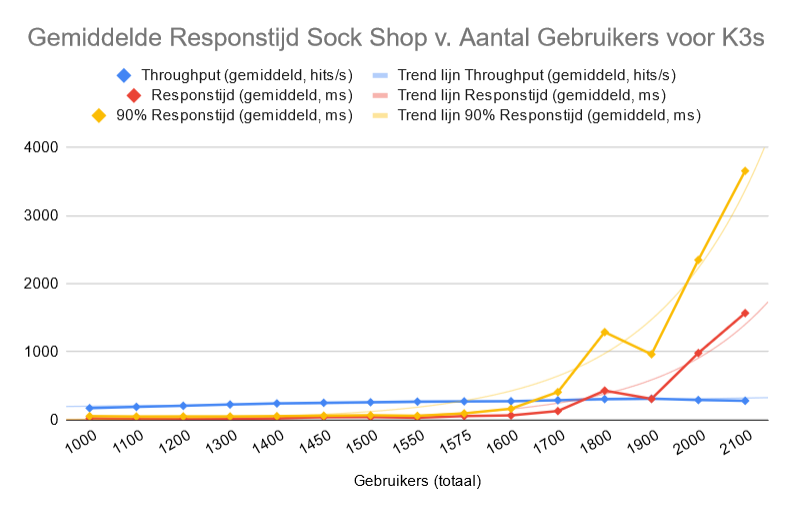 Gemiddelde Responstijd Sock Shop v. Aantal Gebruikers voor K3s
Throughput (gemiddeld, hits/s) Trend lijn Throughput (gemiddeld, hits/s)
Responstijd (gemiddeld, ms) Trend lijn Responstijd (gemiddeld, ms)
90% Responstijd (gemiddeld, ms) Trend lijn 90% Responstijd (gemiddeld, ms)
4000
3000
2000
1000
0
1000 1100 1200 1300 1400 1450 1500 1550 1575 1600 1700 1800 1900 2000 2100
Gebruikers (totaal)